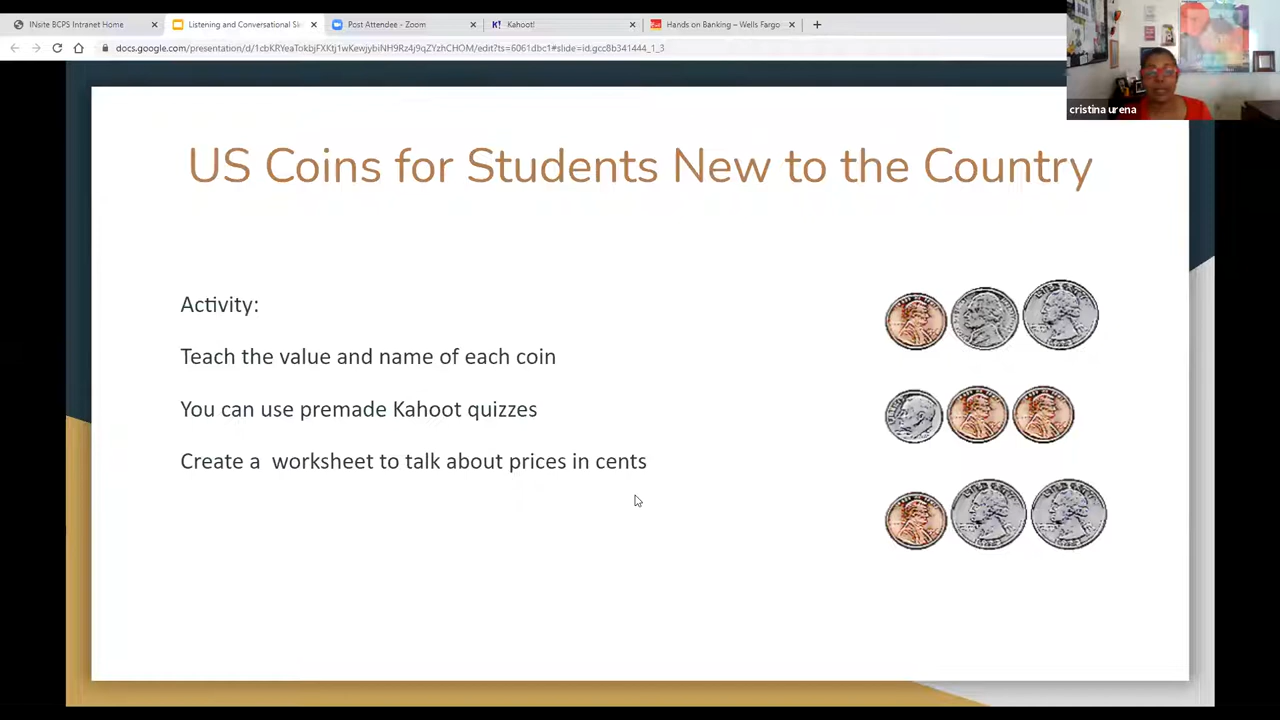 INsite BCPS Intranet Home
Listening and Conversational Sk
Post Attendee - Zoom
K! Kahoot!
Hands on Banking – Wells Fargo
docs.google.com/presentation/d/1cbKRYeaTokbjFXKtj1wKewjybiNH9Rz4j9qZYzhCHOM/edit?ts=6061dbc1#slide=id.gcc8b341444_1_3
cristina urena
US Coins for Students New to the Country
Activity:
Teach the value and name of each coin
You can use premade Kahoot quizzes
Create a  worksheet to talk about prices in cents